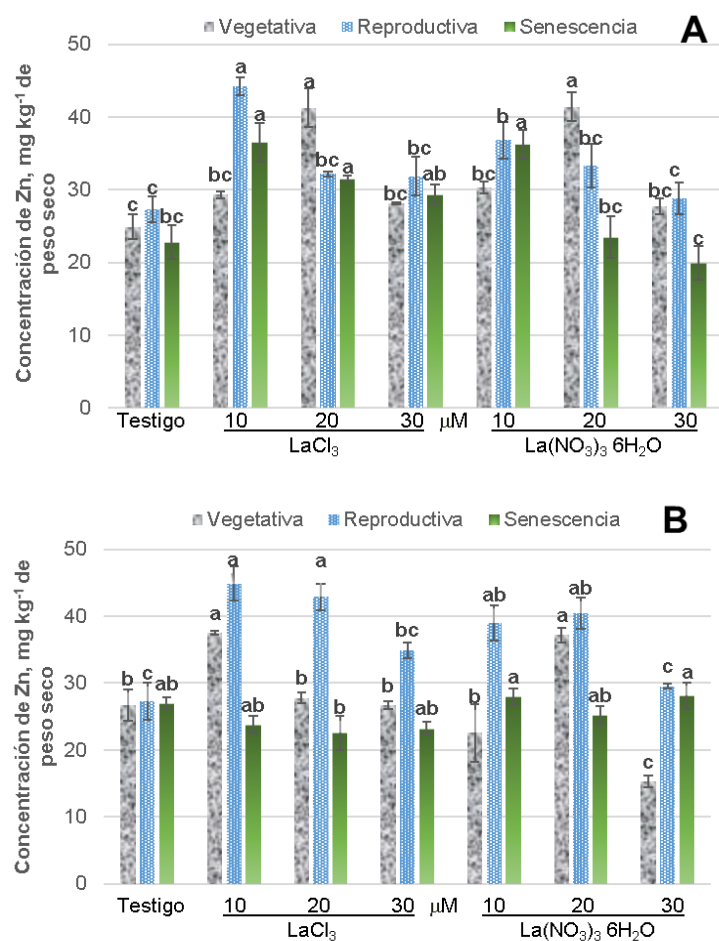 Vegetativa Reproductiva Senescencia A
Concentración de Zn, mg kg⁻¹ de
peso seco
50
40
30
20
10
0
c c bc
bc a a
a bc a
bc bc ab
bc b a
a bc bc
bc c c
Testigo 10 20 30 µM 10 20 30
LaCl₃ La(NO₃)₃ 6H₂O
Vegetativa Reproductiva Senescencia B
Concentración de Zn, mg kg⁻¹ de
peso seco
50
40
30
20
10
0
b c ab
a a ab
b a b
b bc ab
b ab a
a ab ab
c c a
Testigo 10 20 30 µM 10 20 30
LaCl₃ La(NO₃)₃ 6H₂O